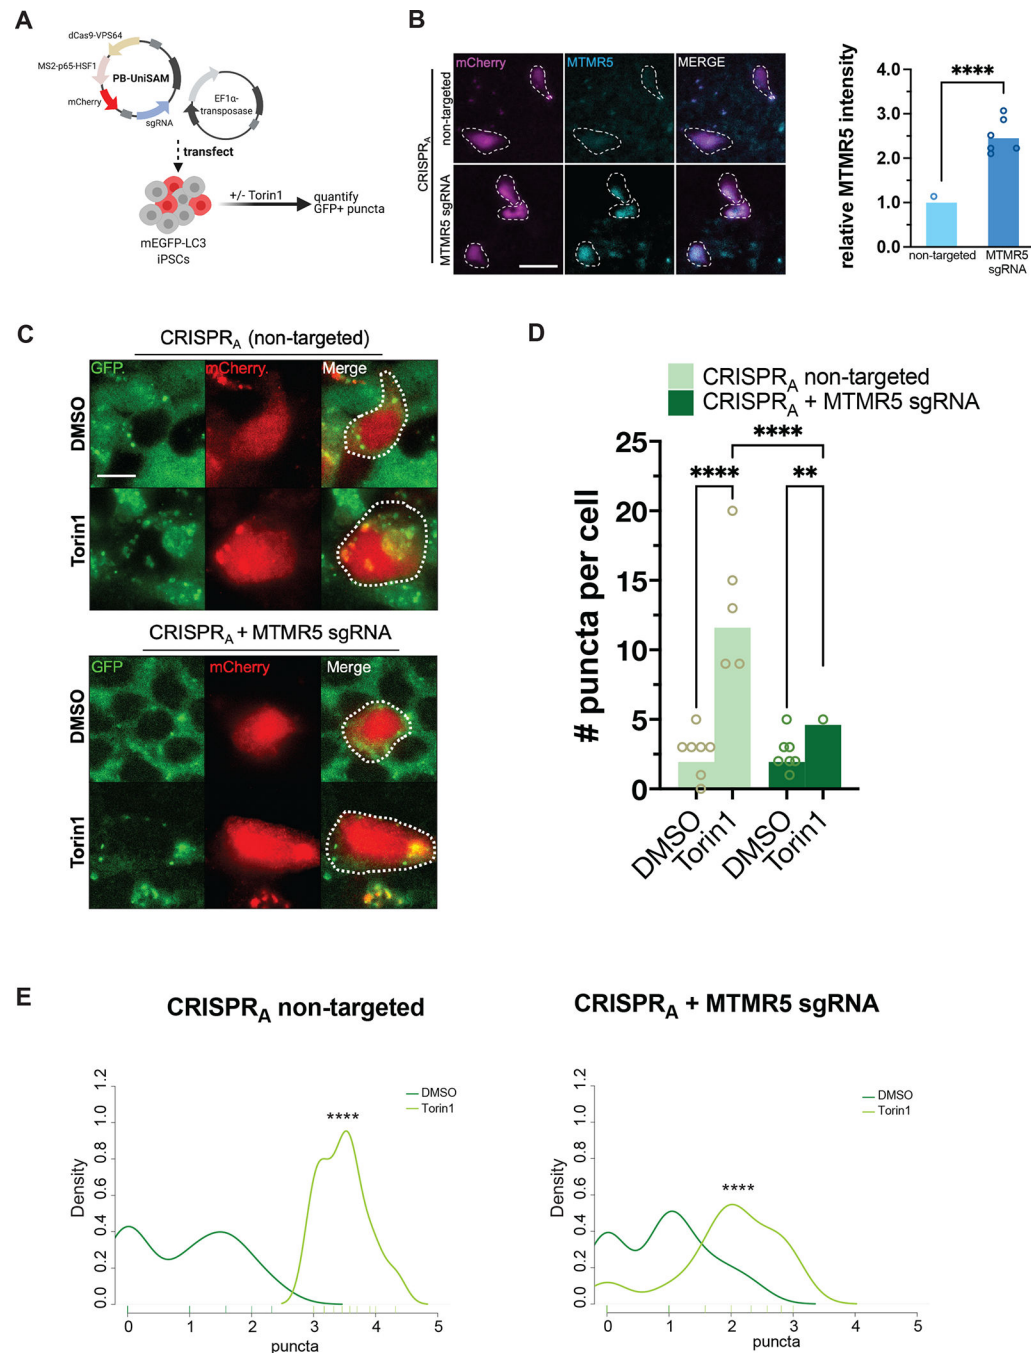 A
dCas9-VPS64
MS2-p65-HSF1
PB-UniSAM
mCherry
sgRNA
EF1α-
transposase
transfect
+/- Torin1
quantify
GFP+ puncta
mEGFP-LC3
iPSCs
B
mCherry
MTMR5
MERGE
CRISPRA
non-targeted
MTMR5 sgRNA
relative MTMR5 intensity
4.0
3.0
2.0
1.0
0.0
****
non-targeted
MTMR5
sgRNA
C
CRISPRA (non-targeted)
GFP.
mCherry.
Merge
DMSO
Torin1
CRISPRA + MTMR5 sgRNA
GFP
mCherry
Merge
DMSO
Torin1
D
CRISPRA non-targeted
CRISPRA + MTMR5 sgRNA
# puncta per cell
25
20
15
10
5
0
****
****
**
DMSO
Torin1
DMSO
Torin1
E
CRISPRA non-targeted
Density
1.2
1.0
0.8
0.6
0.4
0.2
0.0
DMSO
Torin1
****
0 1 2 3 4 5
puncta
CRISPRA + MTMR5 sgRNA
Density
1.2
1.0
0.8
0.6
0.4
0.2
0.0
DMSO
Torin1
****
0 1 2 3 4 5
puncta